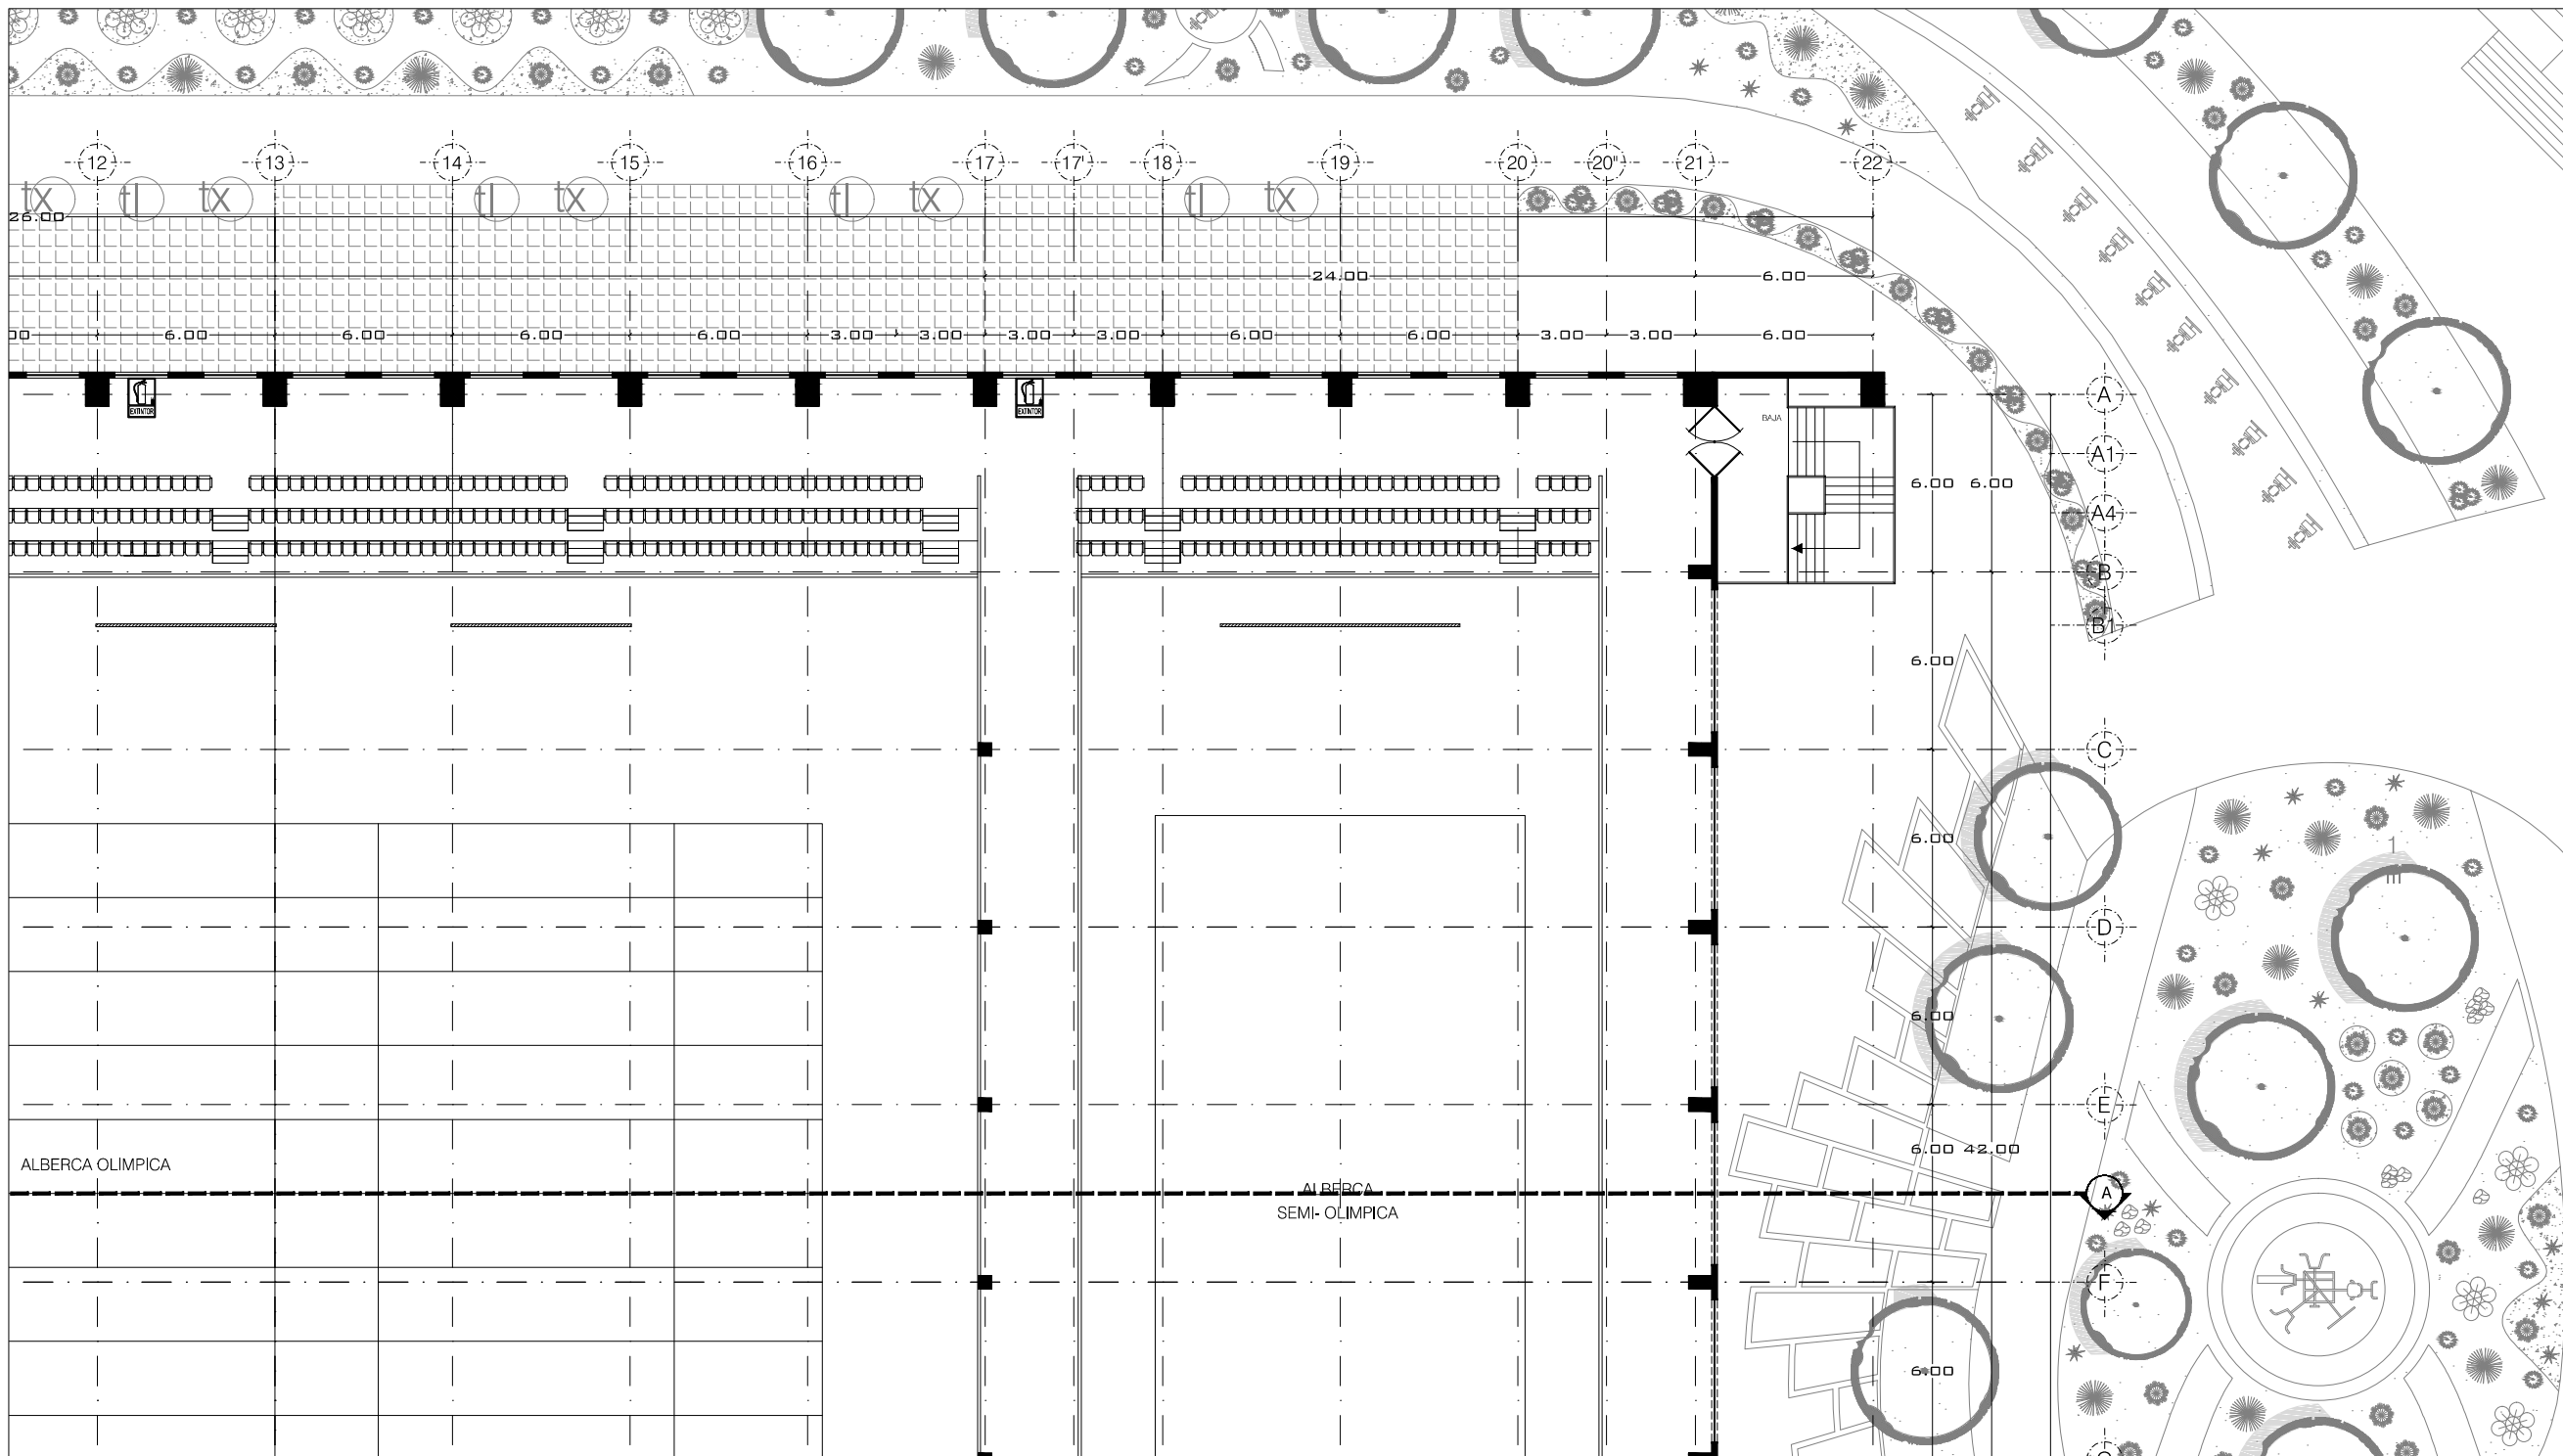 12 13 14 15 16 17 17' 18 19 20 20" 21 22
tx tl tx tl tx tl tx tl tx
26.00
24.00 6.00
00 6.00 6.00 6.00 6.00 3.00 3.00 3.00 3.00 6.00 6.00 3.00 3.00 6.00
A
EXTINTOR EXTINTOR
BAJA
A1
6.00 6.00
A4
B
B1
6.00
C
6.00
1
m
D
6.00
E
6.00 42.00
ALBERCA OLIMPICA
ALBERCA
A
SEMI- OLIMPICA
F
6.00